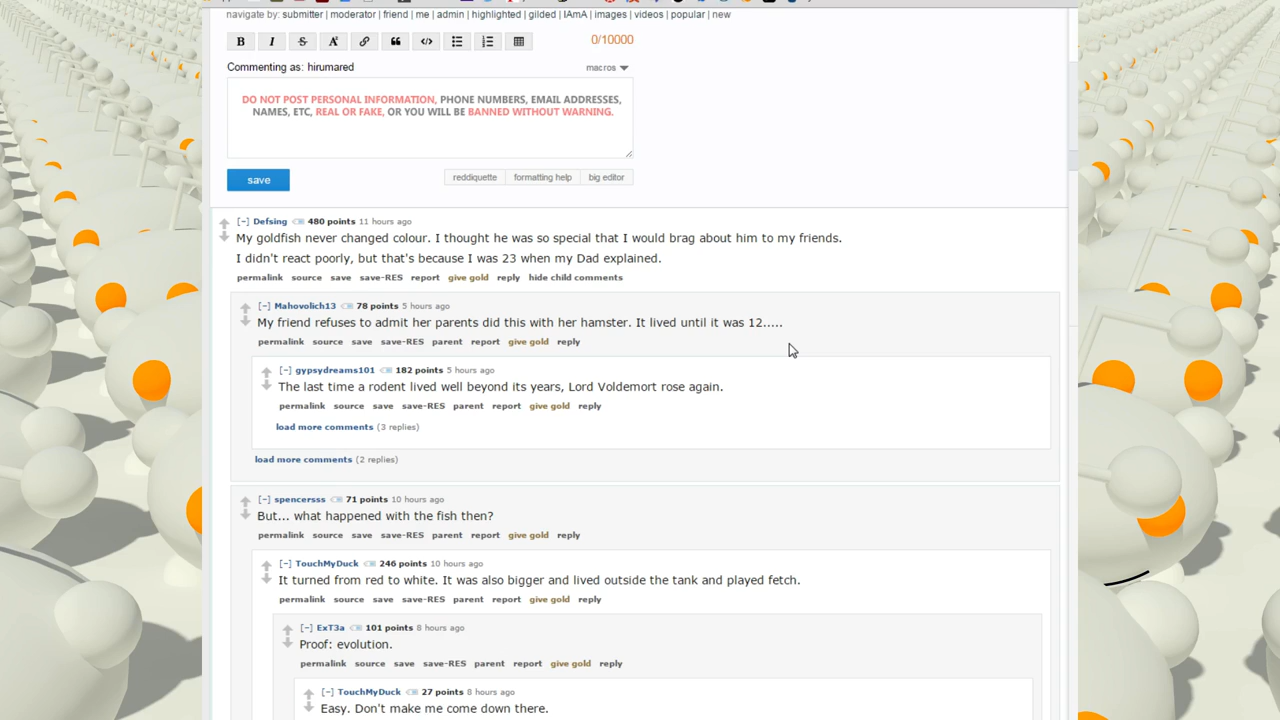 navigate by: submitter | moderator | friend | me | admin | highlighted | gilded | IAmA | images | videos | popular | new
B I S A </>
0/10000
Commenting as: hirumared
macros
DO NOT POST PERSONAL INFORMATION, PHONE NUMBERS, EMAIL ADDRESSES,
NAMES, ETC, REAL OR FAKE, OR YOU WILL BE BANNED WITHOUT WARNING.
save
reddiquette formatting help big editor
[-] Defsing 480 points 11 hours ago
My goldfish never changed colour. I thought he was so special that I would brag about him to my friends.
I didn't react poorly, but that's because I was 23 when my Dad explained.
permalink source save save-RES report give gold reply hide child comments
[-] Mahovolich13 78 points 5 hours ago
My friend refuses to admit her parents did this with her hamster. It lived until it was 12.....
permalink source save save-RES parent report give gold reply
[-] gypsydreams101 182 points 5 hours ago
The last time a rodent lived well beyond its years, Lord Voldemort rose again.
permalink source save save-RES parent report give gold reply
load more comments (3 replies)
load more comments (2 replies)
[-] spencersss 71 points 10 hours ago
But... what happened with the fish then?
permalink source save save-RES parent report give gold reply
[-] TouchMyDuck 246 points 10 hours ago
It turned from red to white. It was also bigger and lived outside the tank and played fetch.
permalink source save save-RES parent report give gold reply
[-] ExT3a 101 points 8 hours ago
Proof: evolution.
permalink source save save-RES parent report give gold reply
[-] TouchMyDuck 27 points 8 hours ago
Easy. Don't make me come down there.